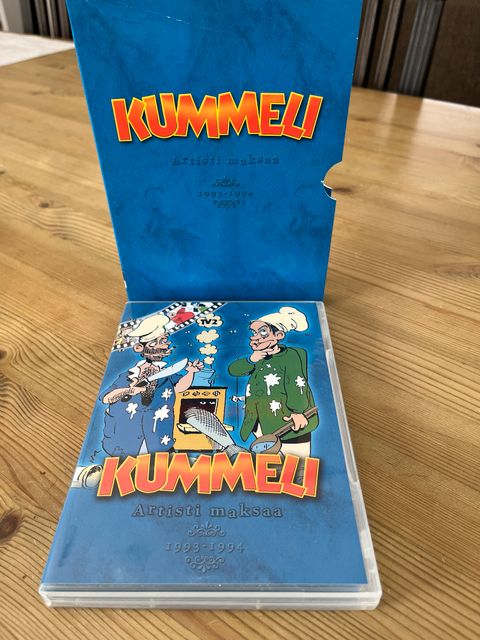 KUMMELI
Artisti maksaa
1993-1994
TV2
KUMMELI
Artisti maksaa
1993-1994